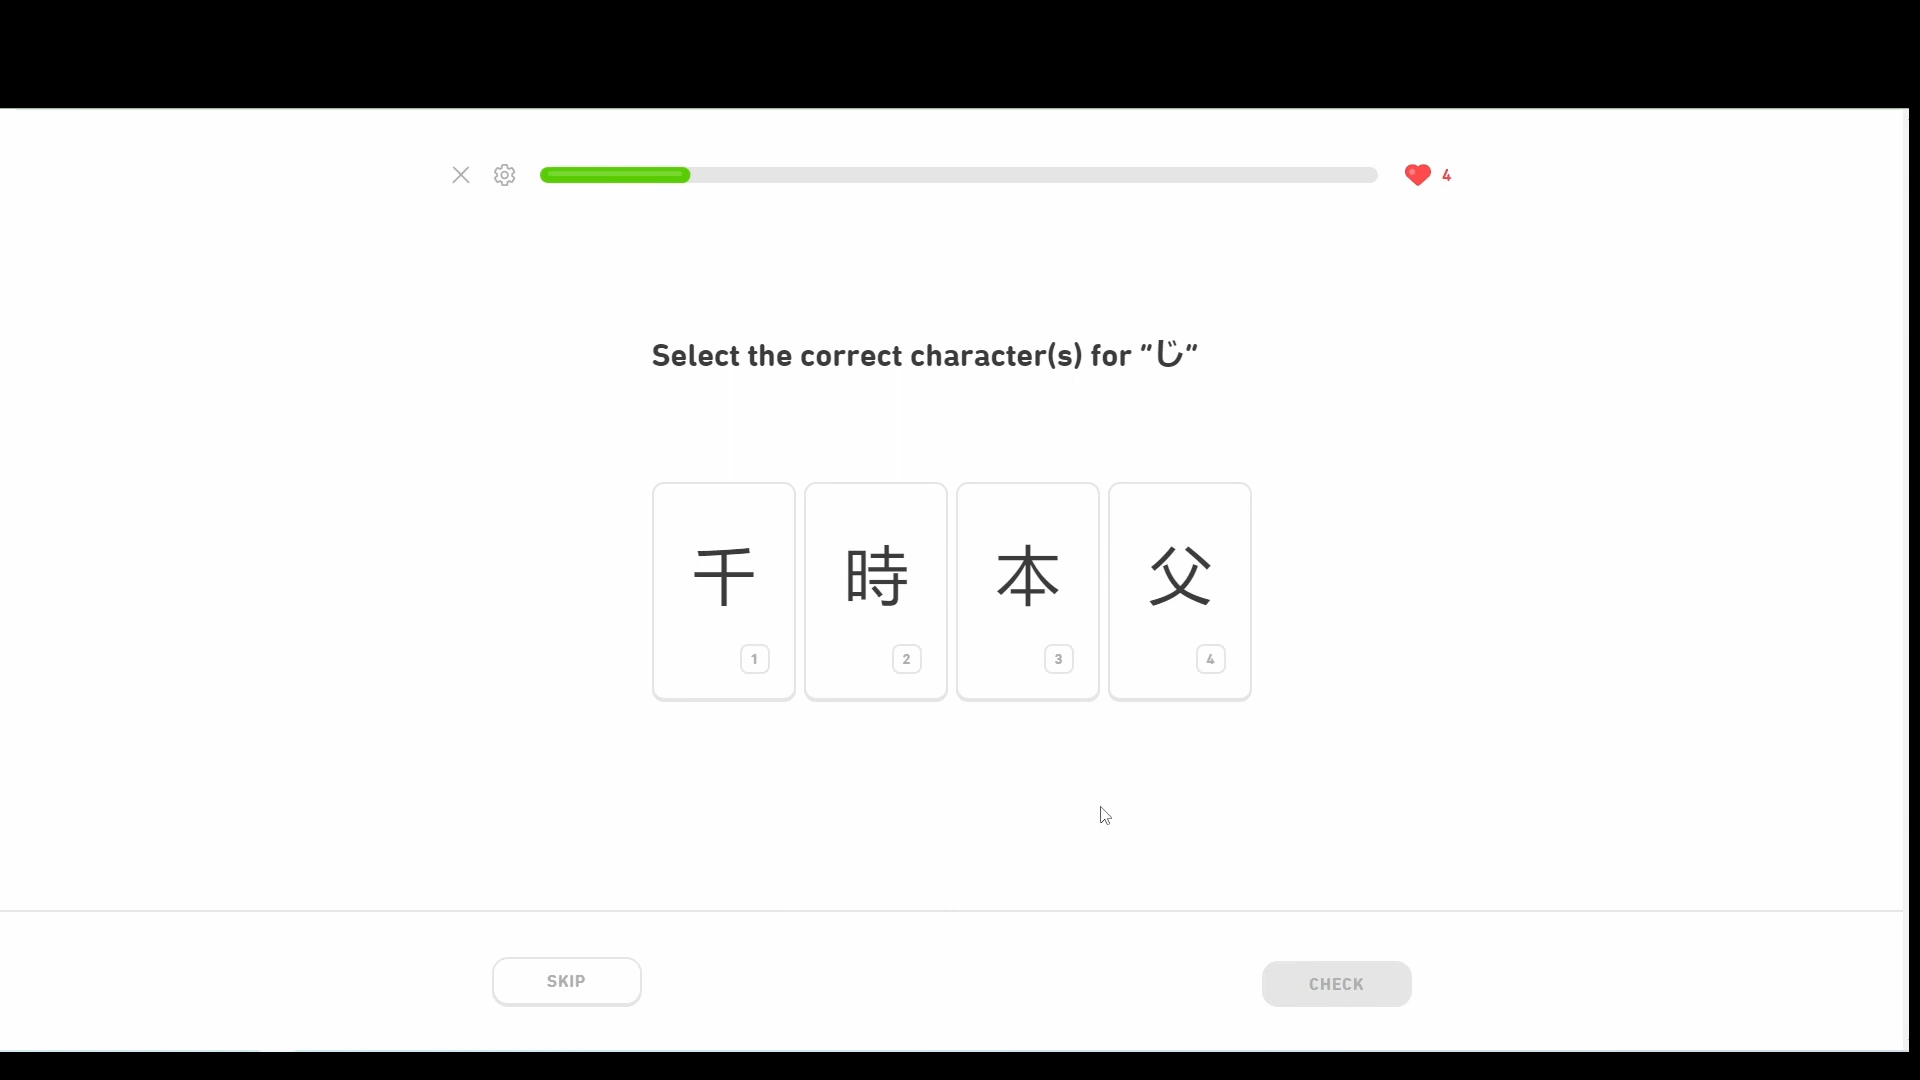 4
Select the correct character(s) for "じ"
千 時 本 父
1 2 3 4
SKIP CHECK